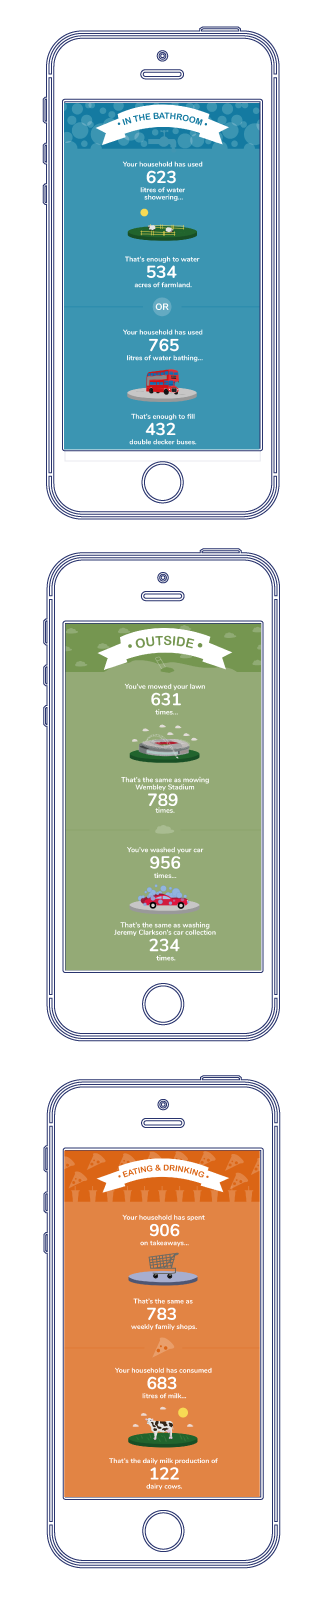 • IN THE BATHROOM •
Your household has used
623
litres of water
showering...
That's enough to water
534
acres of farmland.
OR
Your household has used
765
litres of water bathing...
That's enough to fill
432
double decker buses.
• OUTSIDE •
You've mowed your lawn
631
times...
That's the same as mowing
Wembley Stadium
789
times.
You've washed your car
956
times...
That's the same as washing
Jeremy Clarkson's car collection
234
times.
• EATING & DRINKING •
Your household has spent
906
on takeaways...
That's the same as
783
weekly family shops.
Your household has consumed
683
litres of milk...
That's the daily milk production of
122
dairy cows.